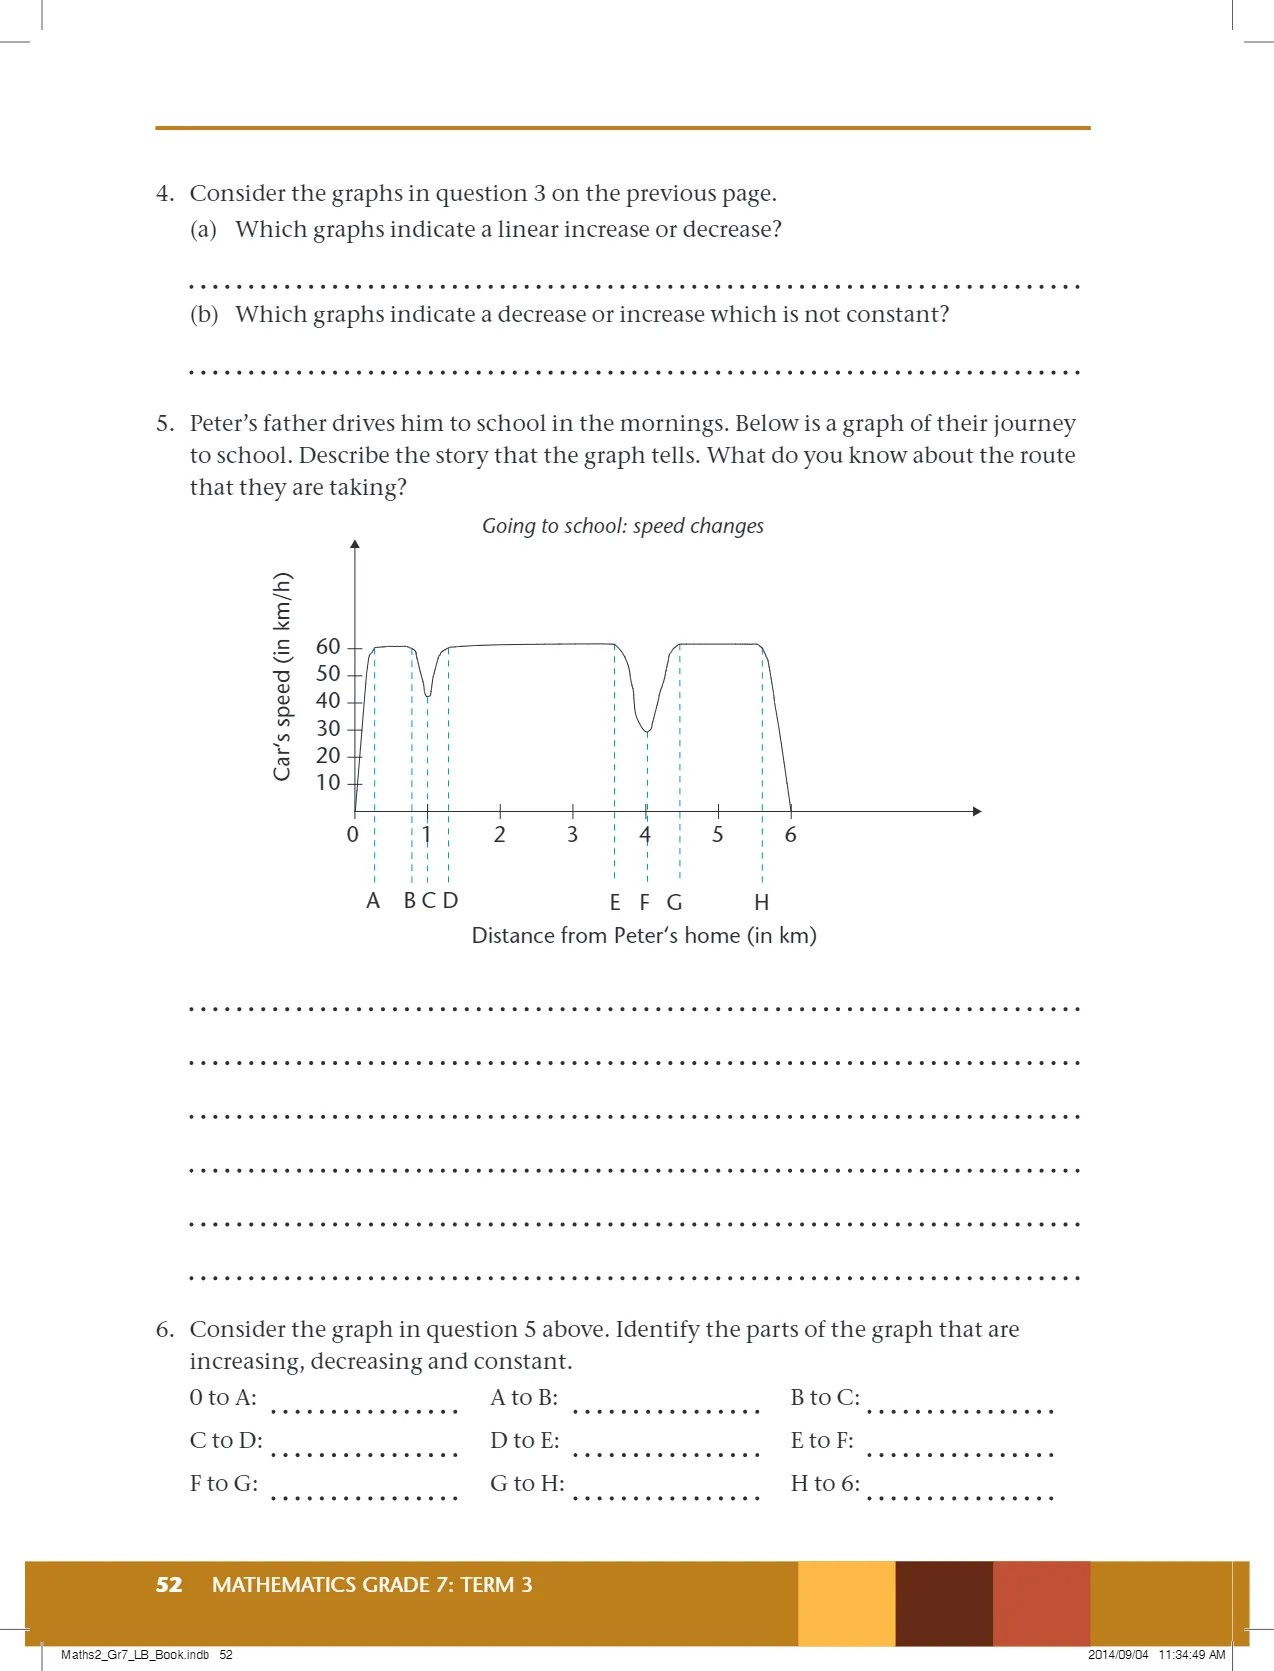 4. Consider the graphs in question 3 on the previous page.
(a) Which graphs indicate a linear increase or decrease?
(b) Which graphs indicate a decrease or increase which is not constant?
5. Peter’s father drives him to school in the mornings. Below is a graph of their journey
to school. Describe the story that the graph tells. What do you know about the route
that they are taking?
Going to school: speed changes
Car‘s speed (in km/h)
60
50
40
30
20
10
0 1 2 3 4 5 6
A B C D E F G H
Distance from Peter‘s home (in km)
6. Consider the graph in question 5 above. Identify the parts of the graph that are
increasing, decreasing and constant.
0 to A: A to B: B to C:
C to D: D to E: E to F:
F to G: G to H: H to 6:
52 MATHEMATICS GRADE 7: TERM 3
Maths2_Gr7_LB_Book.indb 52 2014/09/04 11:34:49 AM